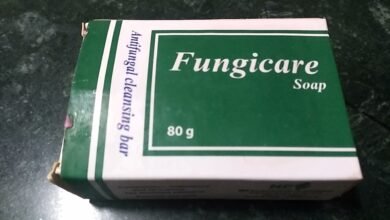 Antifungal cleansing bar
Fungicare
Soap
80 g